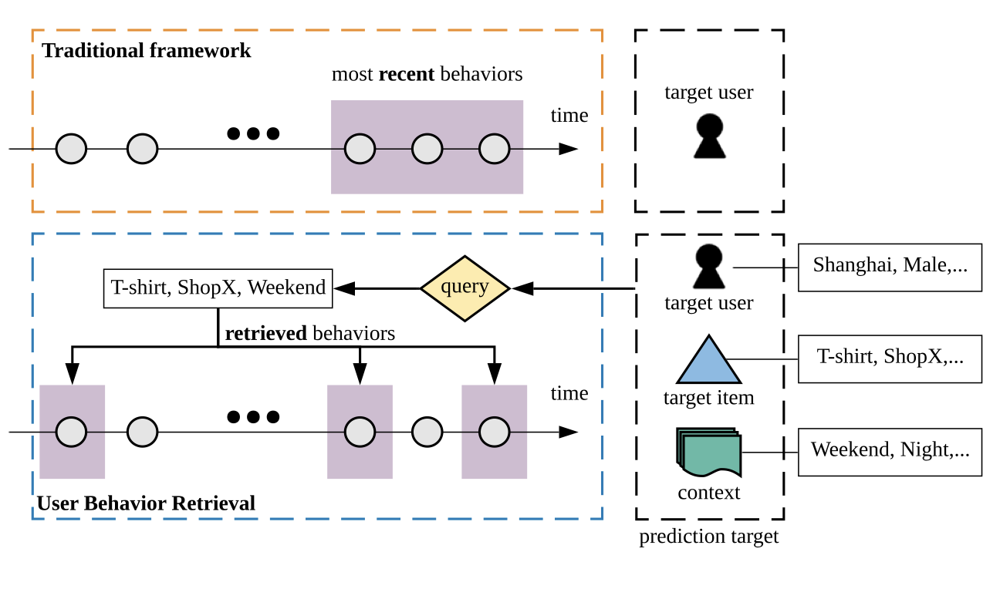 Traditional framework
most recent behaviors
time
target user
T-shirt, ShopX, Weekend
query
retrieved behaviors
time
User Behavior Retrieval
target user
Shanghai, Male,...
target item
T-shirt, ShopX,...
context
Weekend, Night,...
prediction target